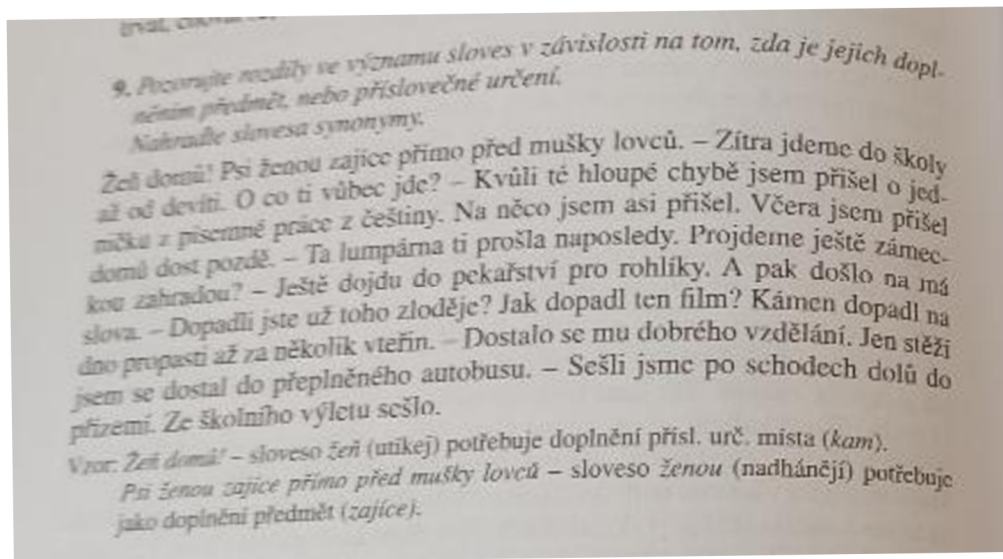 trvat, chovat
9. Pozorujte rozdíly ve významu sloves v závislosti na tom, zda je jejich dopl-
něním předmět, nebo příslovečné určení.
Nahraďte slovesa synonymy.
Žeň domů! Psi ženou zajíce přímo před mušky lovců. – Zítra jdeme do školy
až od devíti. O co ti vůbec jde? – Kvůli té hloupé chybě jsem přišel o jed-
ničku z písemné práce z češtiny. Na něco jsem asi přišel. Včera jsem přišel
domů dost pozdě. – Ta lumpárna ti prošla naposledy. Projdeme ještě zámec-
kou zahradou? – Ještě dojdu do pekařství pro rohlíky. A pak došlo na má
slova. – Dopadli jste už toho zloděje? Jak dopadl ten film? Kámen dopadl na
dno propasti až za několik vteřin. – Dostalo se mu dobrého vzdělání. Jen stěží
jsem se dostal do přeplněného autobusu. – Sešli jsme po schodech dolů do
přízemí. Ze školního výletu sešlo.
Vzor: Žeň domů! – sloveso žeň (utíkej) potřebuje doplnění přísl. urč. místa (kam).
Psi ženou zajíce přímo před mušky lovců – sloveso ženou (nadhánějí) potřebuje
jako doplnění předmět (zajíce).